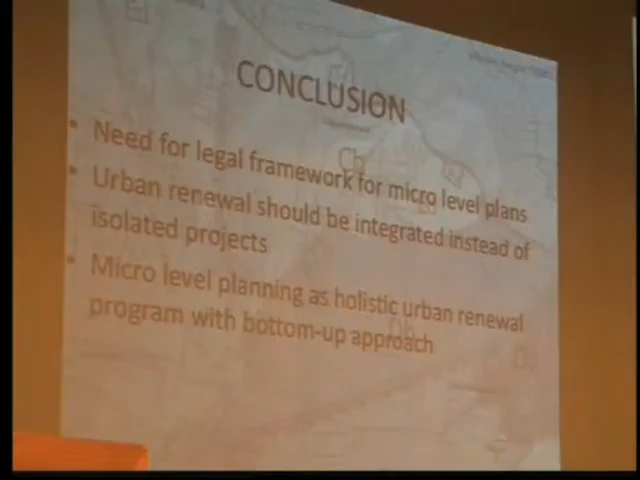 CONCLUSION
• Need for legal framework for micro level plans
• Urban renewal should be integrated instead of
isolated projects
• Micro level planning as holistic urban renewal
program with bottom-up approach